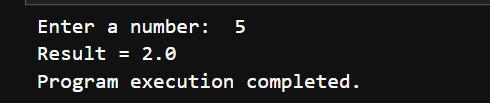 Enter a number:  5
Result = 2.0
Program execution completed.